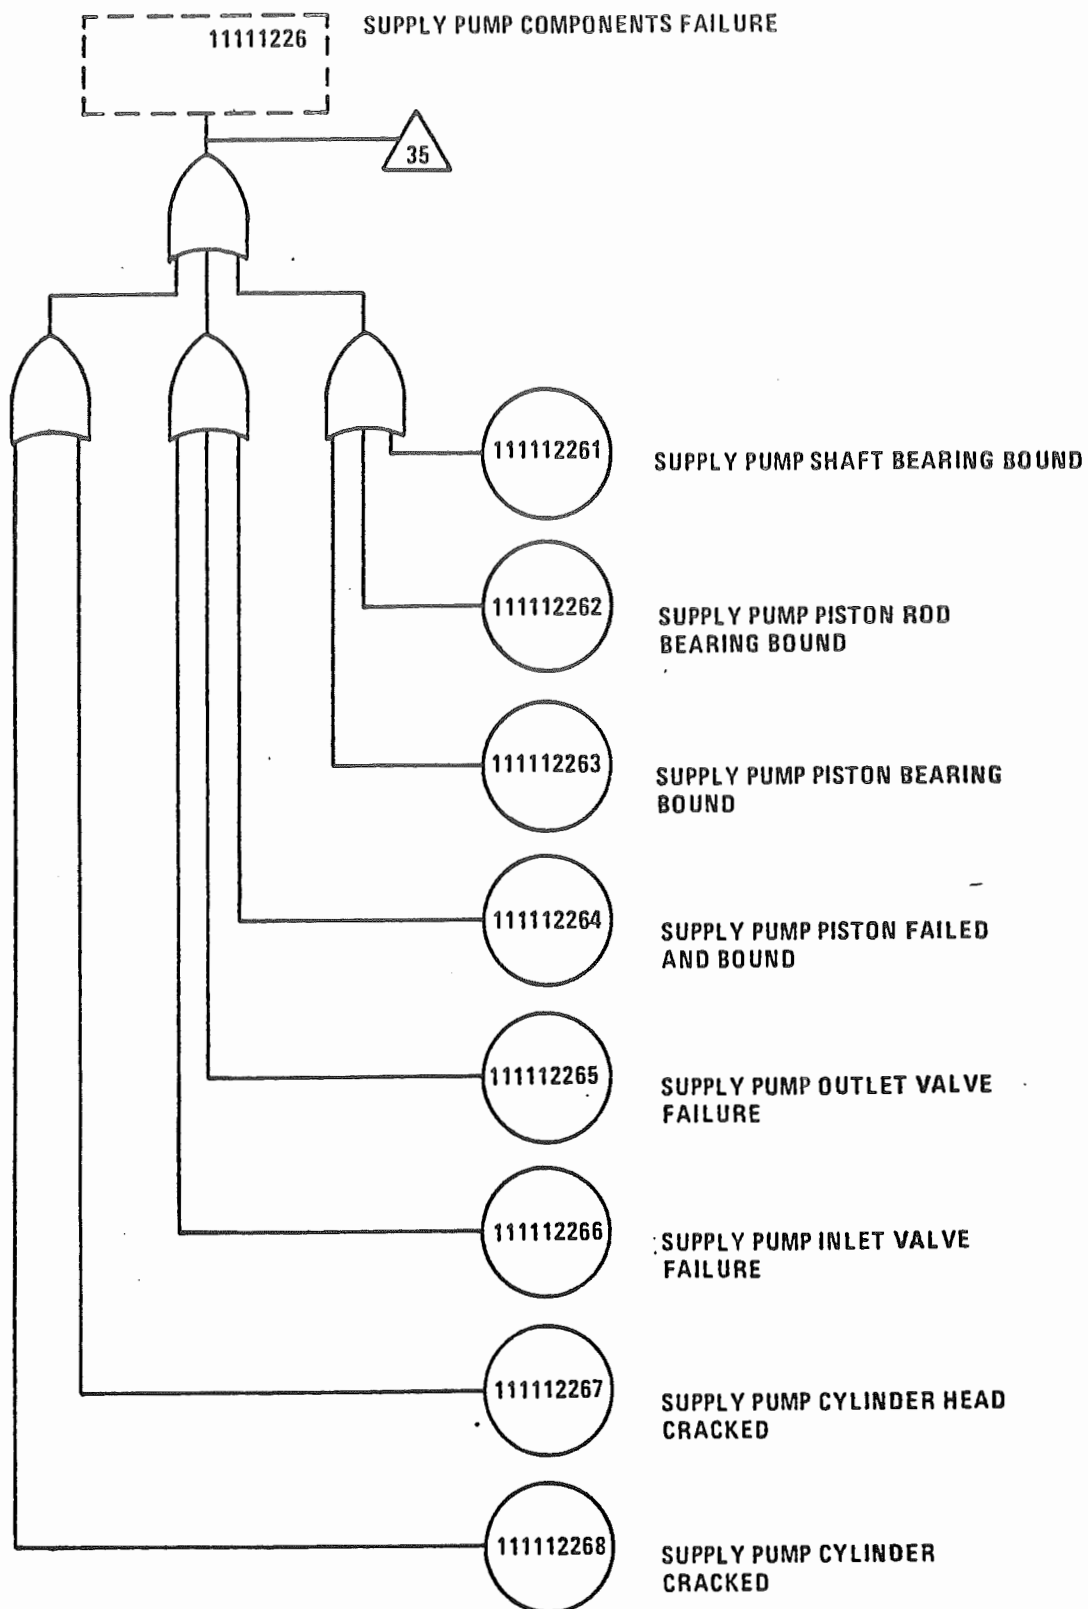 11111226
SUPPLY PUMP COMPONENTS FAILURE
35
111112261
SUPPLY PUMP SHAFT BEARING BOUND
111112262
SUPPLY PUMP PISTON ROD
BEARING BOUND
111112263
SUPPLY PUMP PISTON BEARING
BOUND
111112264
SUPPLY PUMP PISTON FAILED
AND BOUND
111112265
SUPPLY PUMP OUTLET VALVE
FAILURE
111112266
SUPPLY PUMP INLET VALVE
FAILURE
111112267
SUPPLY PUMP CYLINDER HEAD
CRACKED
111112268
SUPPLY PUMP CYLINDER
CRACKED